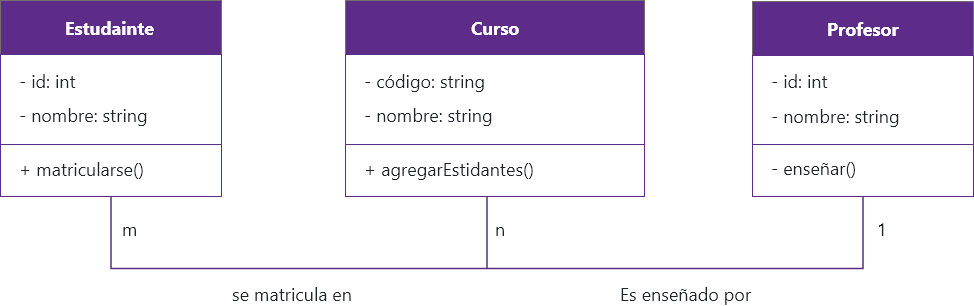 Estudainte
- id: int
- nombre: string
+ matricularse()
Curso
- código: string
- nombre: string
+ agregarEstidantes()
Profesor
- id: int
- nombre: string
- enseñar()
m
n
1
se matricula en
Es enseñado por